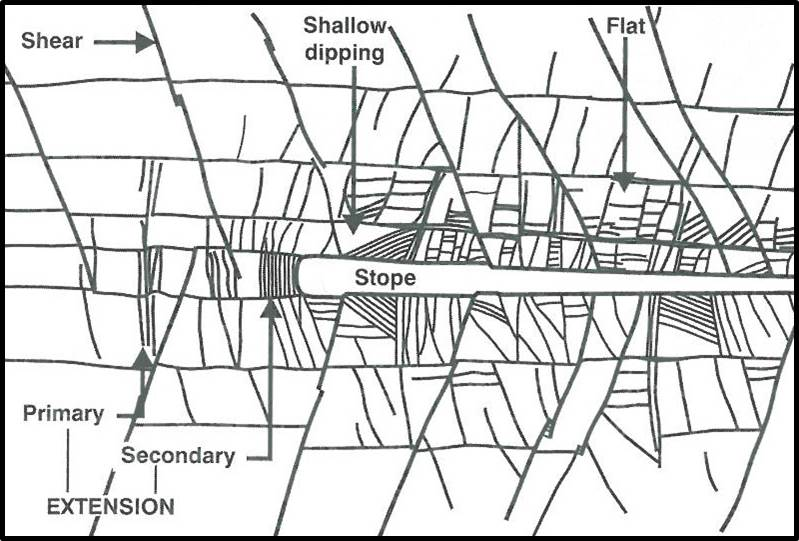 Shear
Shallow
dipping
Flat
Stope
Primary
Secondary
EXTENSION